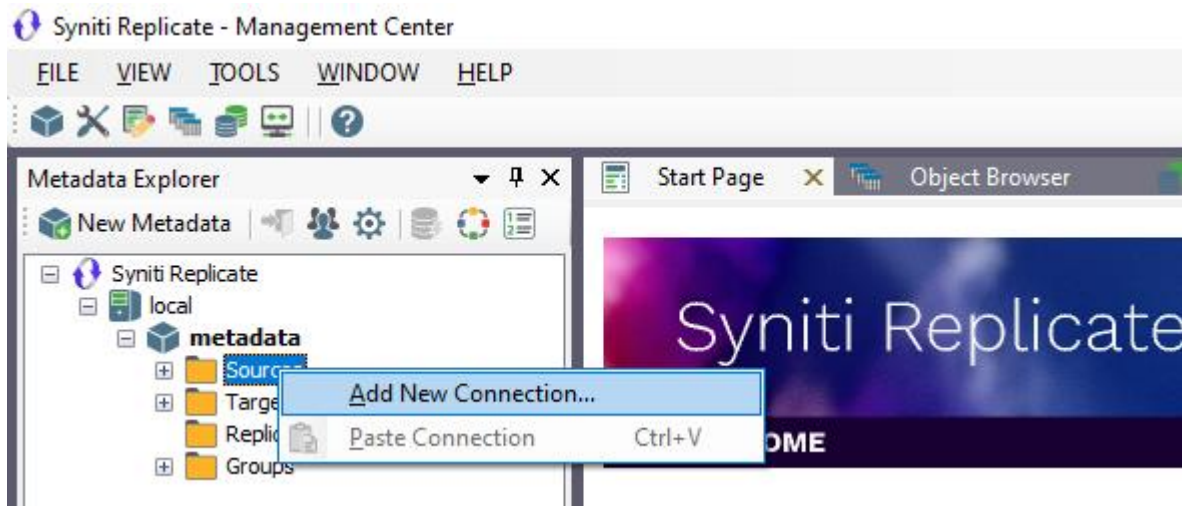 Syniti Replicate - Management Center
FILE VIEW TOOLS WINDOW HELP
Metadata Explorer
Start Page
Object Browser
New Metadata
Syniti Replicate
local
metadata
Add New Connection...
Paste Connection Ctrl+V
Groups
Syniti Replicate